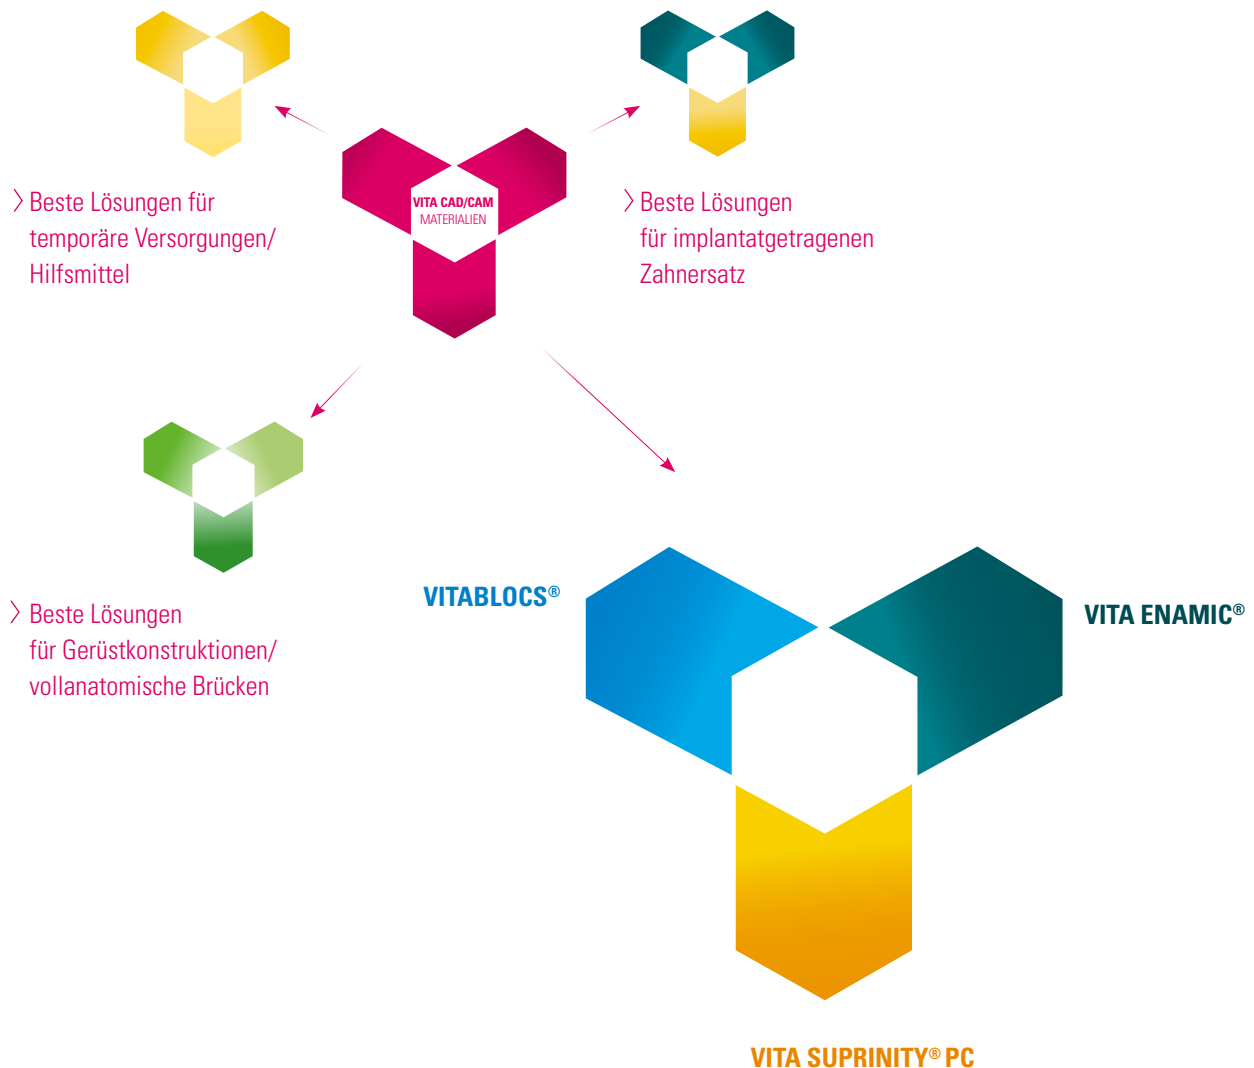 Beste Lösungen für
temporäre Versorgungen/
Hilfsmittel
VITA CAD/CAM
MATERIALIEN
Beste Lösungen
für implantatgetragenen
Zahnersatz
Beste Lösungen
für Gerüstkonstruktionen/
vollanatomische Brücken
VITABLOCS®
VITA ENAMIC®
VITA SUPRINITY® PC